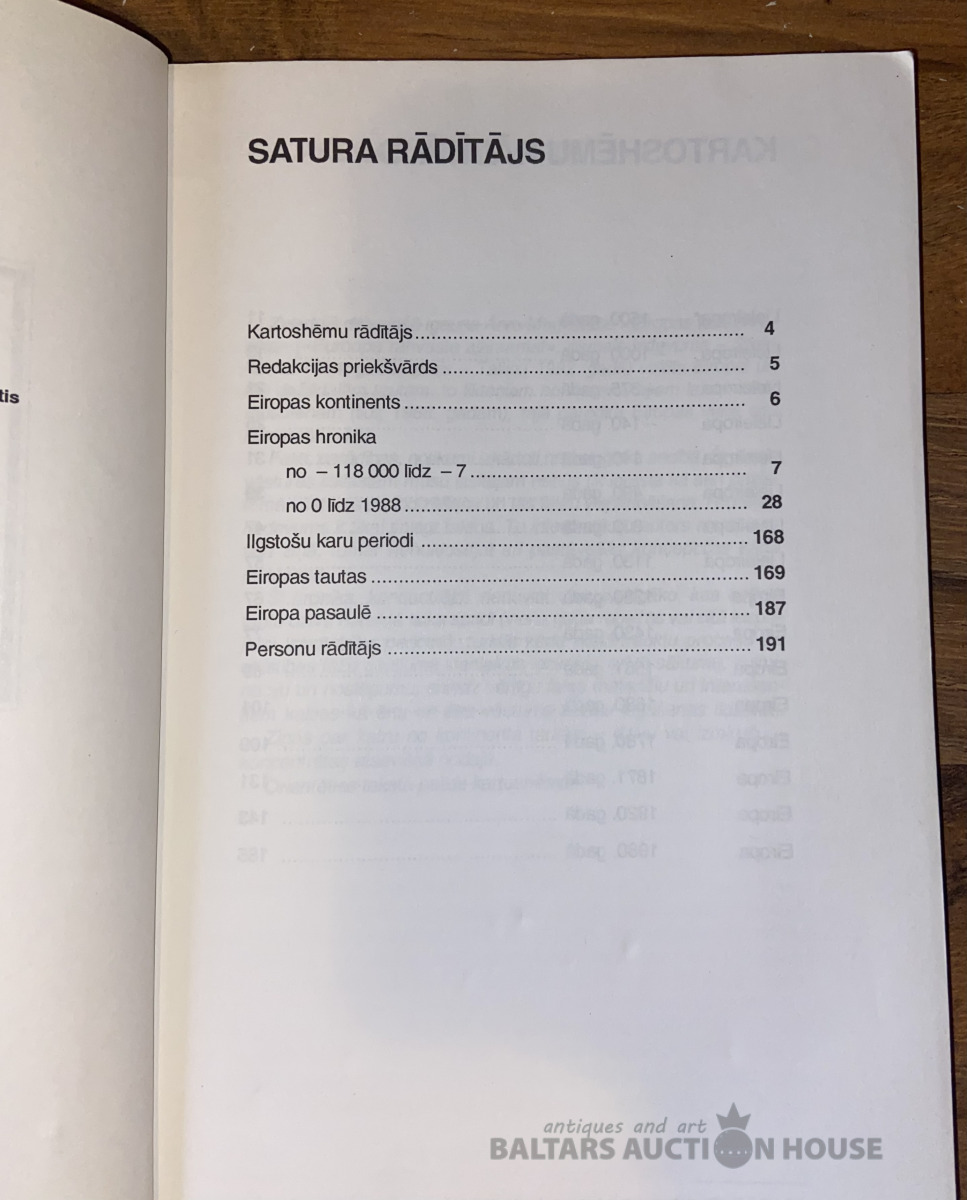 SATURA RĀDĪTĀJS
Kartoshēmu rādītājs .......... 4
Redakcijas priekšvārds .......... 5
Eiropas kontinents .......... 6
Eiropas hronika
no – 118 000 līdz – 7 .......... 7
no 0 līdz 1988 .......... 28
Ilgstošu karu periodi .......... 168
Eiropas tautas .......... 169
Eiropa pasaulē .......... 187
Personu rādītājs .......... 191
tis
antiques and art
BALTARS AUCTION HOUSE